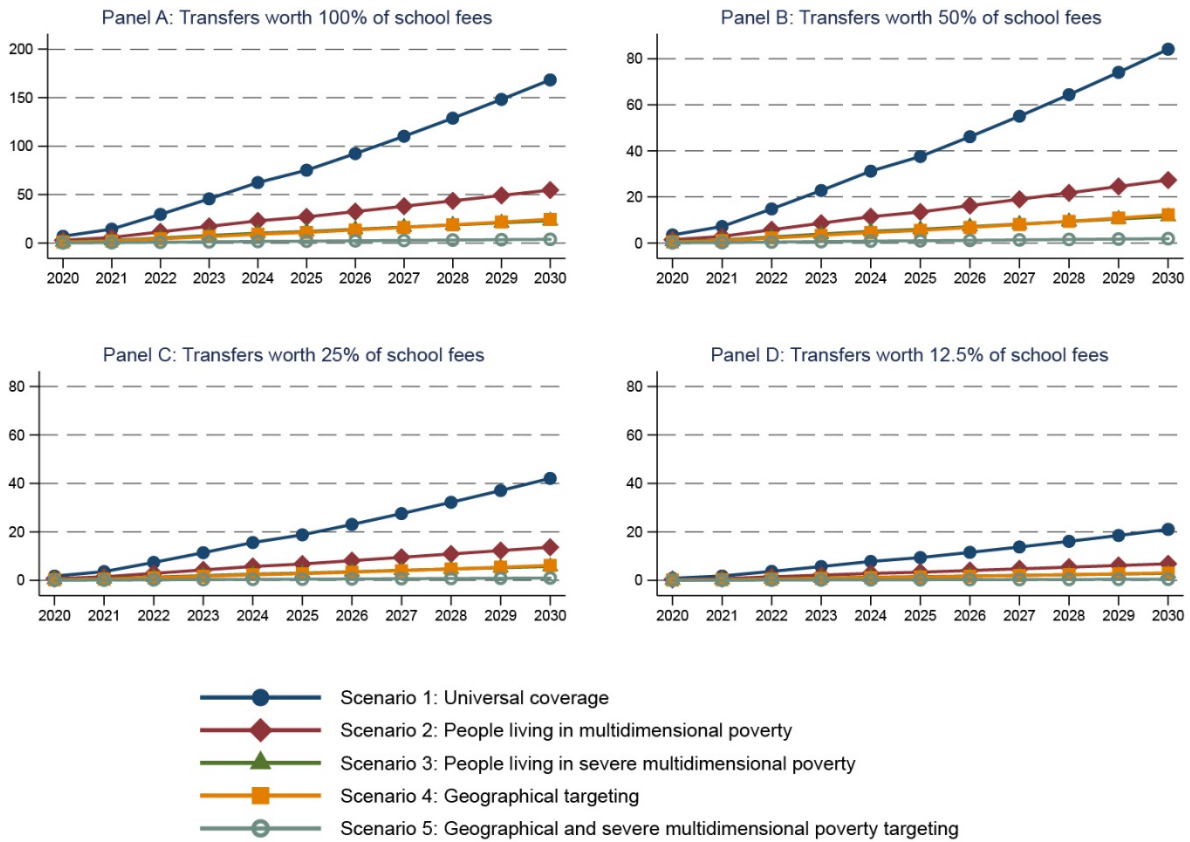 Panel A: Transfers worth 100% of school fees
200
150
100
50
0
2020 2021 2022 2023 2024 2025 2026 2027 2028 2029 2030
Panel B: Transfers worth 50% of school fees
80
60
40
20
0
2020 2021 2022 2023 2024 2025 2026 2027 2028 2029 2030
Panel C: Transfers worth 25% of school fees
80
60
40
20
0
2020 2021 2022 2023 2024 2025 2026 2027 2028 2029 2030
Panel D: Transfers worth 12.5% of school fees
80
60
40
20
0
2020 2021 2022 2023 2024 2025 2026 2027 2028 2029 2030
Scenario 1: Universal coverage
Scenario 2: People living in multidimensional poverty
Scenario 3: People living in severe multidimensional poverty
Scenario 4: Geographical targeting
Scenario 5: Geographical and severe multidimensional poverty targeting